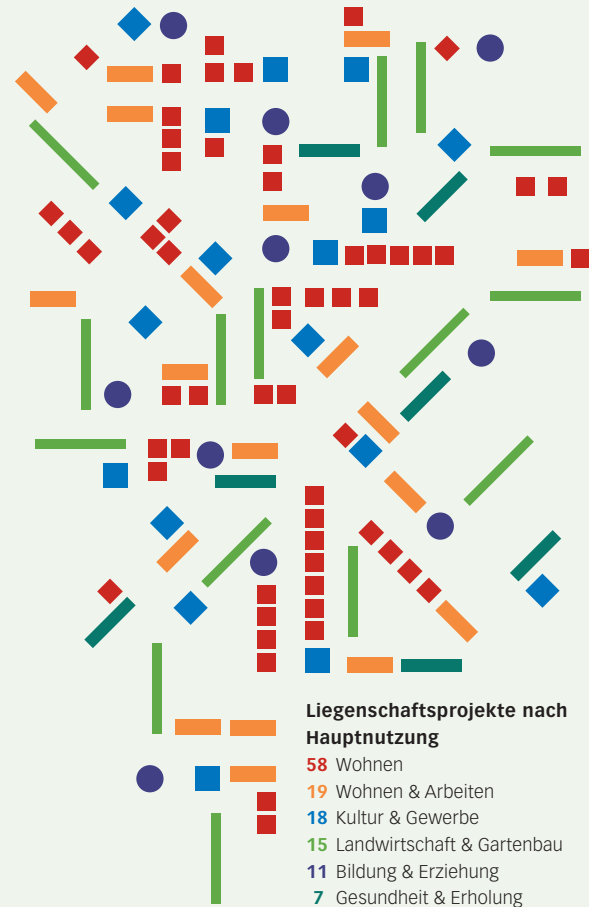 Liegenschaftsprojekte nach
Hauptnutzung
58 Wohnen
19 Wohnen & Arbeiten
18 Kultur & Gewerbe
15 Landwirtschaft & Gartenbau
11 Bildung & Erziehung
7 Gesundheit & Erholung